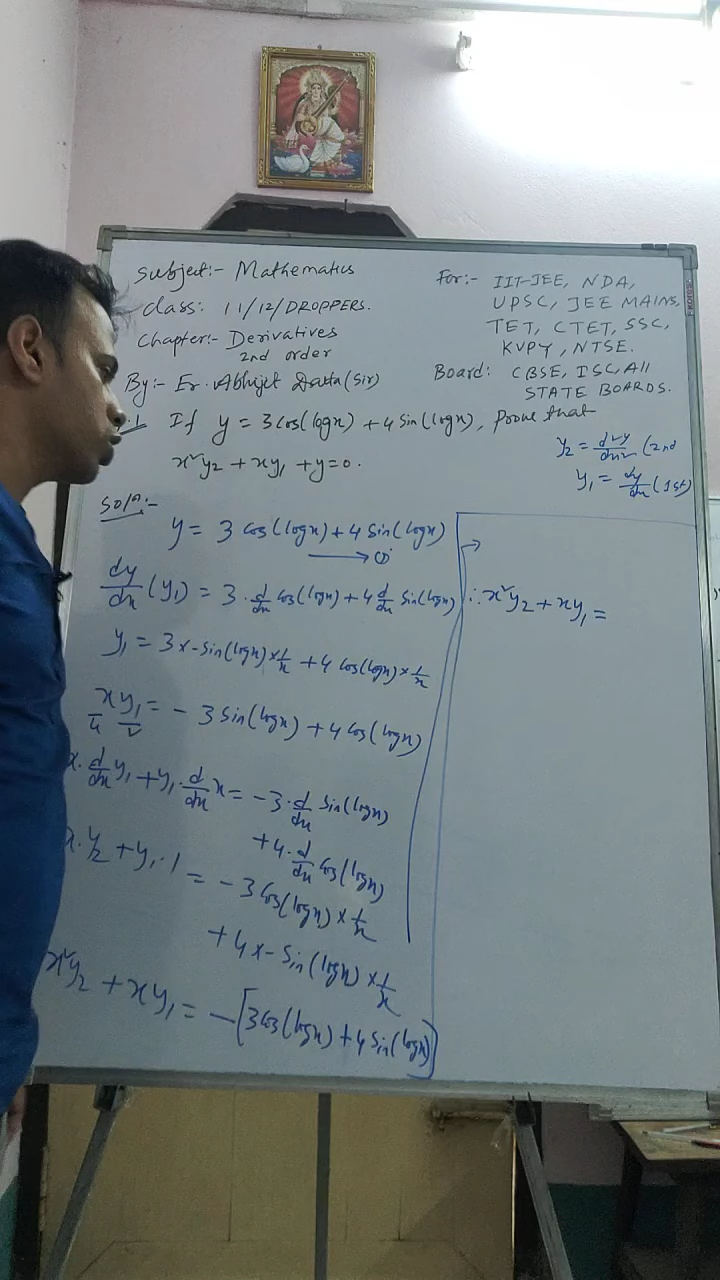 Subject:- Mathematics
Class: 11/12/DROPPERS.
Chapter:- Derivatives
2nd order
By:- Er. Abhijet Datta (Sir)
For:- IIT-JEE, NDA,
UPSC, JEE MAINS,
TET, CTET, SSC,
KVPY, NTSE.
Board: CBSE, ISC, All
STATE BOARDS.
.1 If y = 3cos(logx) + 4 Sin(logx), prove that
x²y₂ + xy₁ + y = 0.
y₂ = d²y/dx² (2nd
y₁ = dy/dx (1st)
Soln:-
y = 3 cos(logx) + 4 Sin(logx)
→ ①
dy/dx (y₁) = 3 . d/dx cos(logx) + 4 d/dx Sin(logx)
y₁ = 3 x - sin(logx) x 1/x + 4 cos(logx) x 1/x
xy₁ = - 3 Sin(logx) + 4 cos(logx)
u v
x. d/dx y₁ + y₁. d/dx x = -3. d/dx Sin(logx)
+ 4. d/dx cos(logx)
x. y₂ + y₁. 1 = - 3 cos(logx) x 1/x
+ 4 x - Sin(logx) x 1/x
x²y₂ + xy₁ = - [3cos(logx) + 4 Sin(logx)]
∴ x²y₂ + xy₁ =